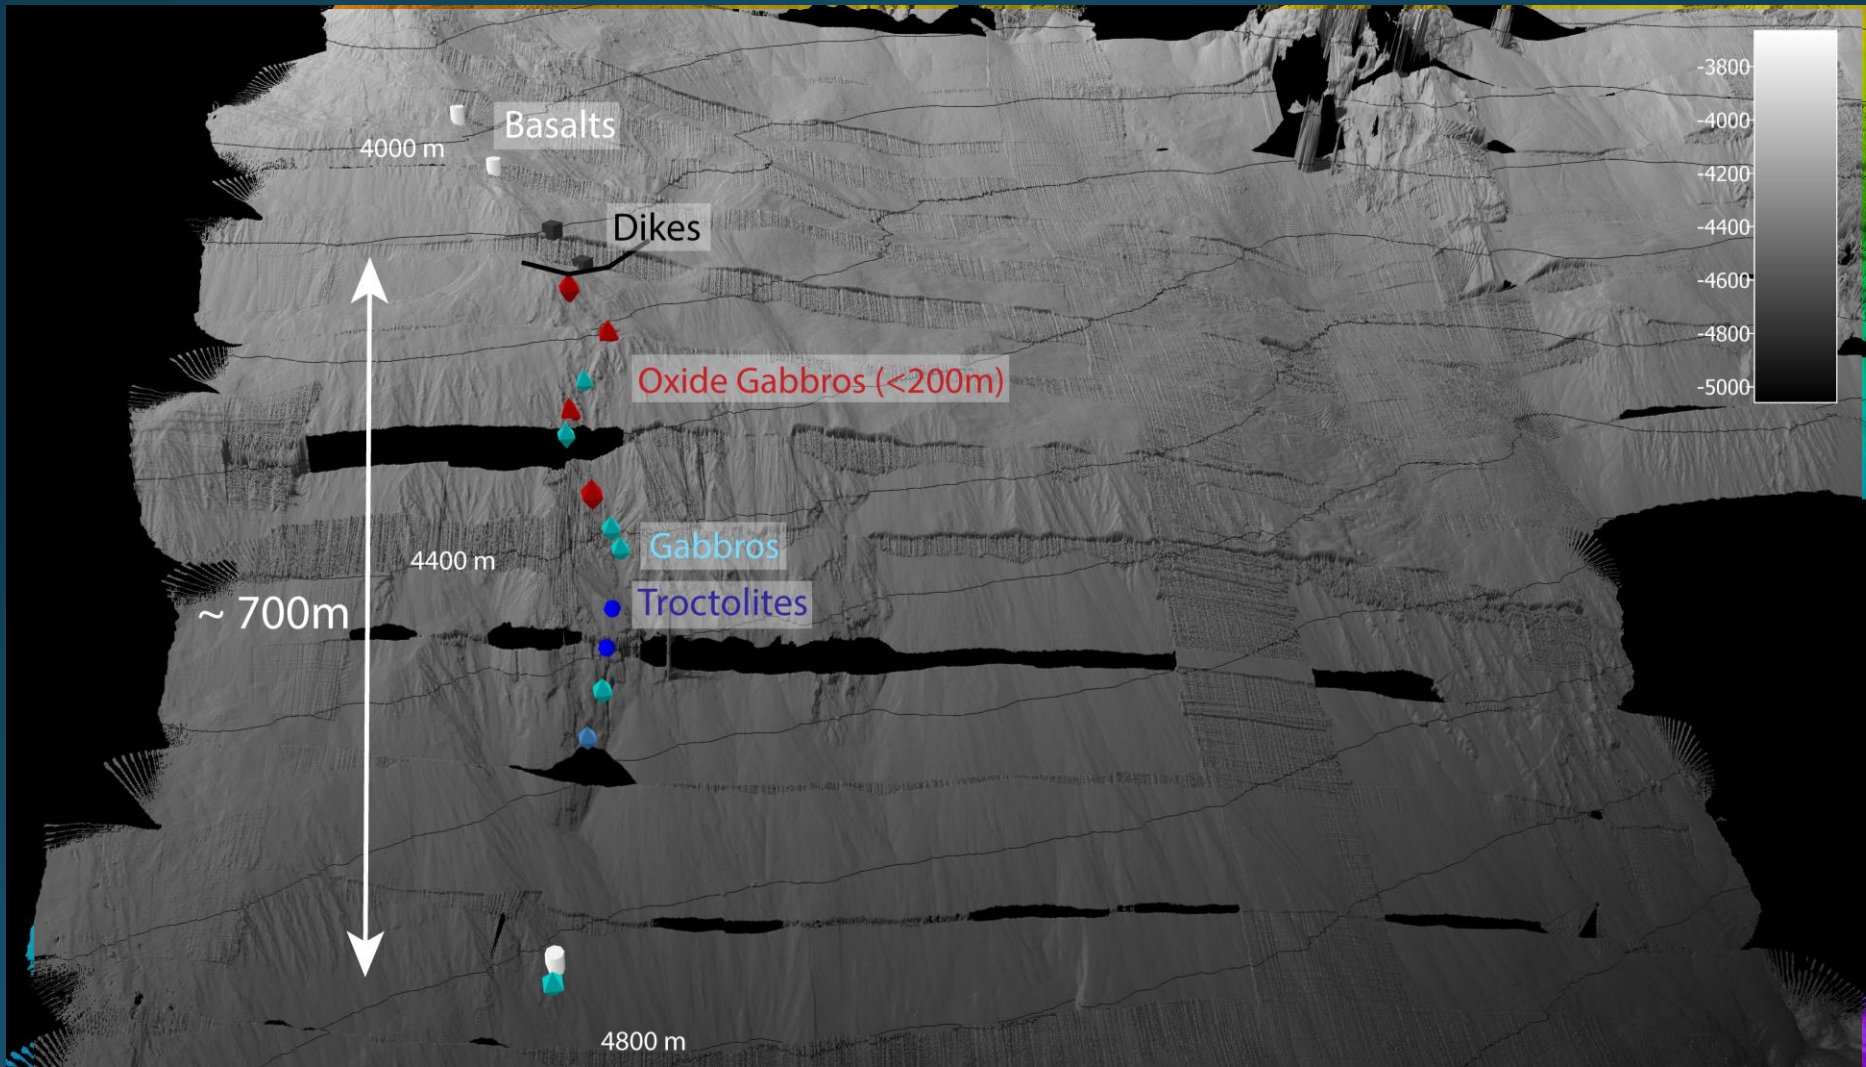 Basalts
4000 m
Dikes
Oxide Gabbros (<200m)
Gabbros
4400 m
Troctolites
~ 700m
4800 m
-3800
-4000
-4200
-4400
-4600
-4800
-5000